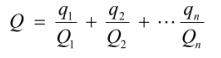 Q = q₁/Q₁ + q₂/Q₂ + ⋯ qₙ/Qₙ